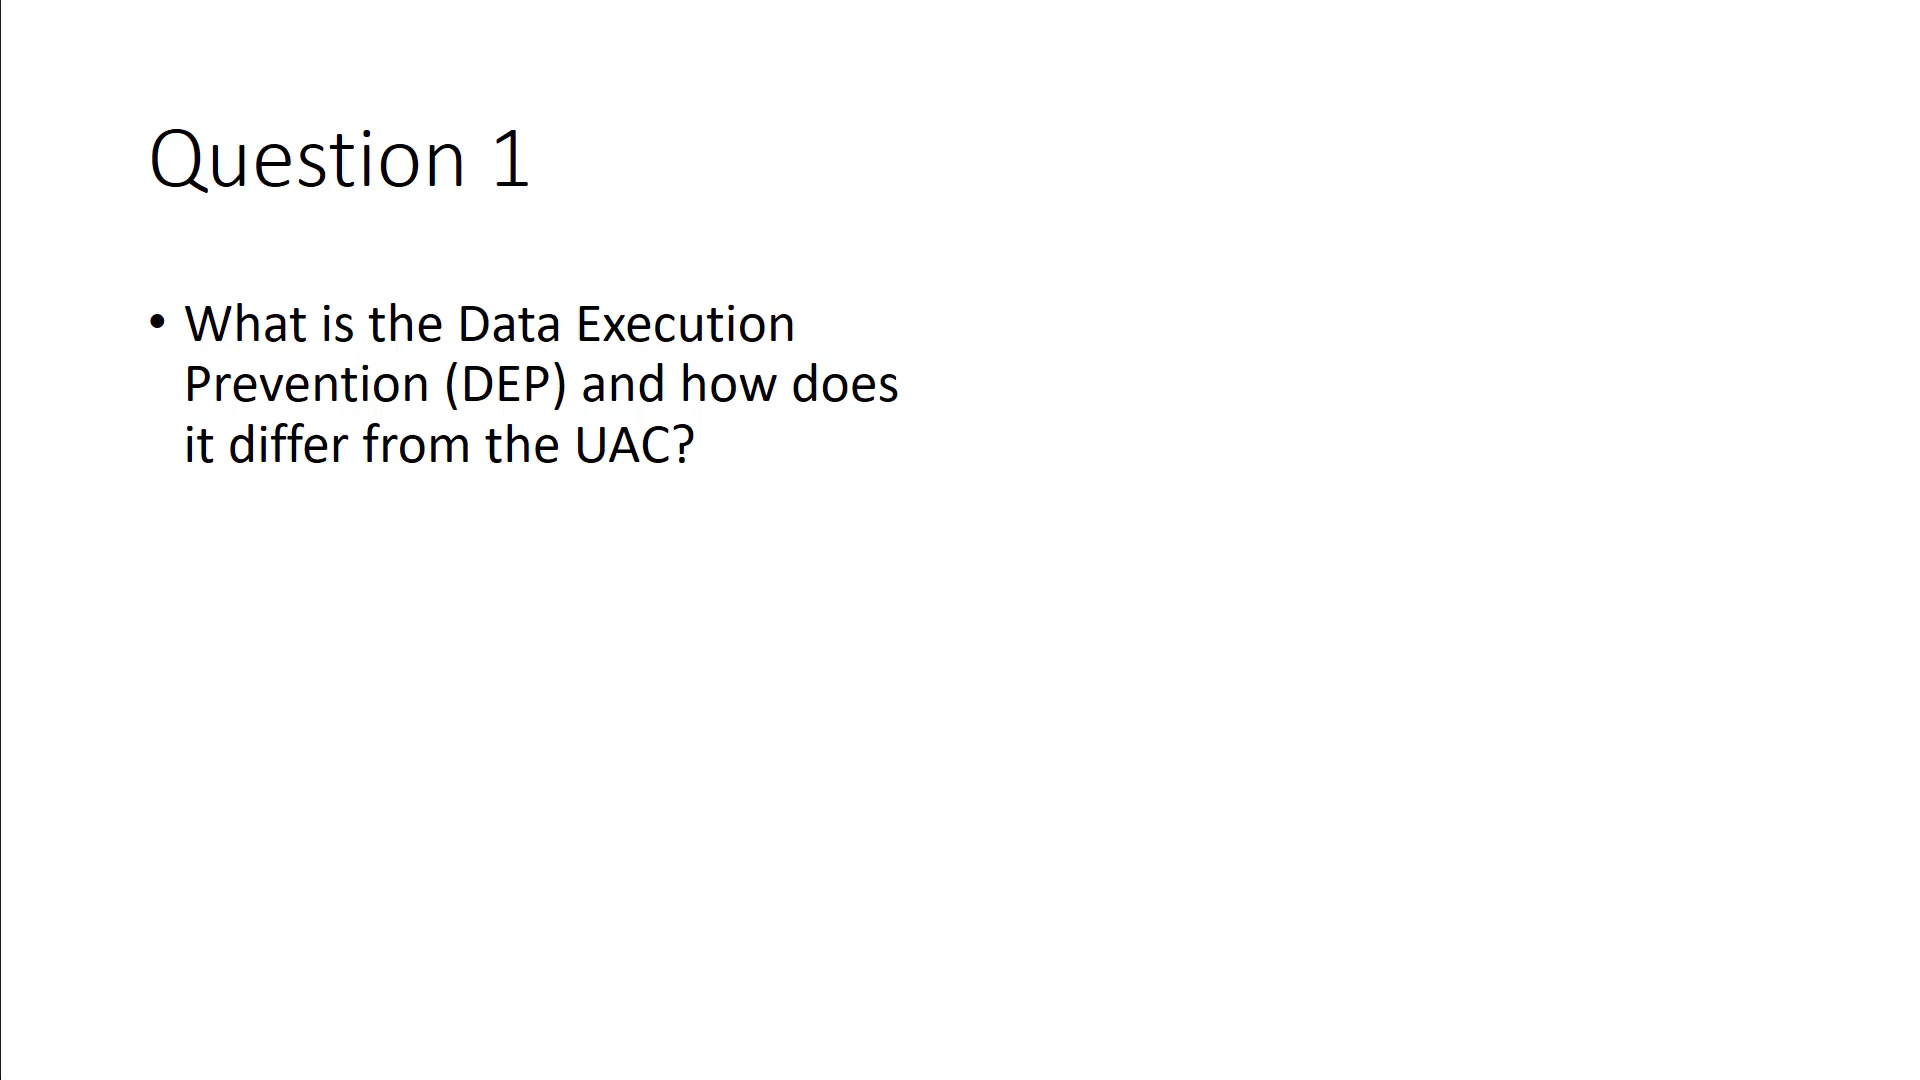 Question 1
• What is the Data Execution
Prevention (DEP) and how does
it differ from the UAC?